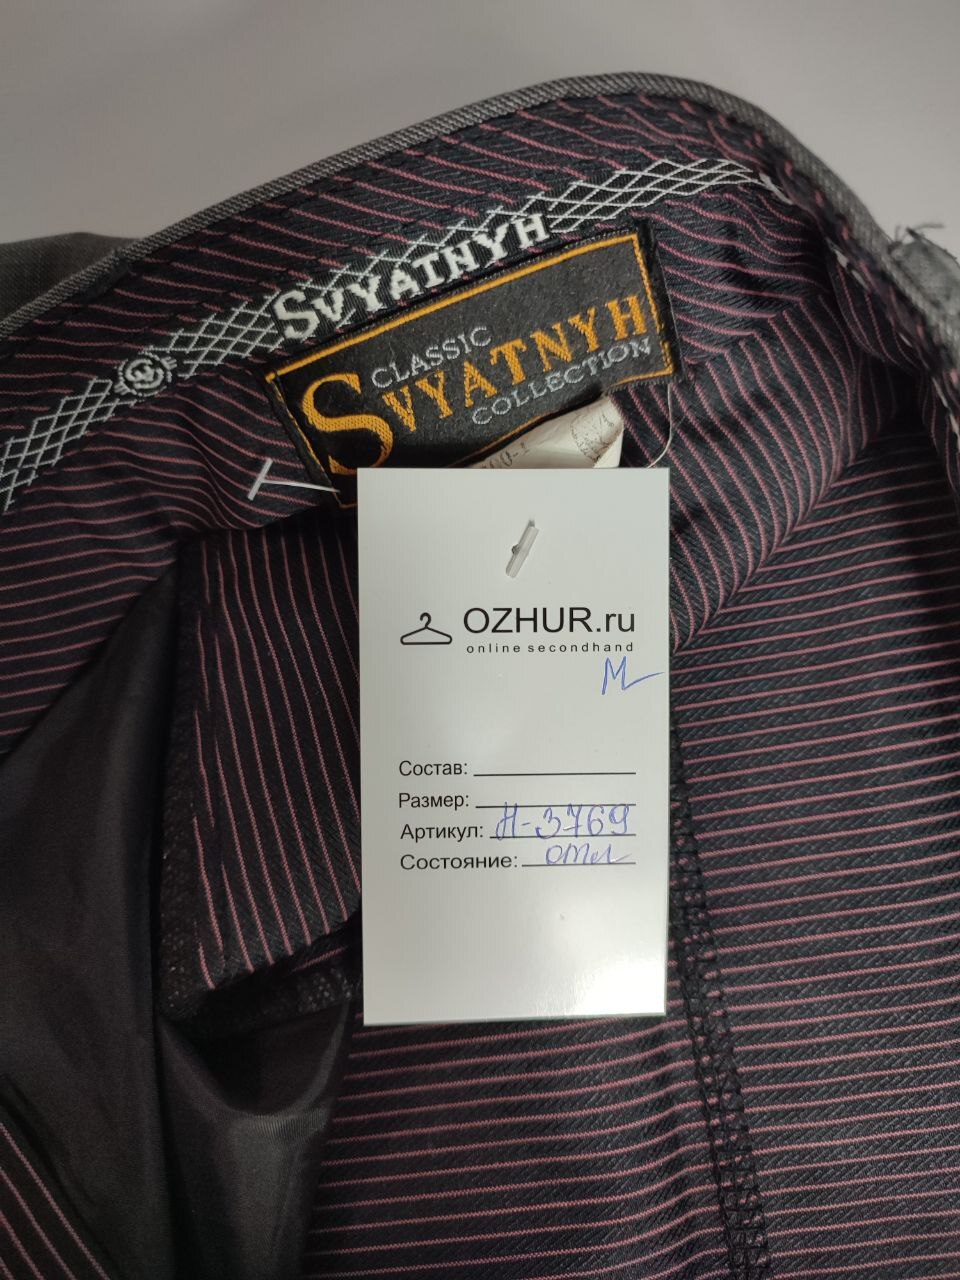 SVYATNYH
CLASSIC
SVYATNYH
COLLECTION
OZHUR.ru
online secondhand
M
Состав:
Размер:
Артикул: Н-3769
Состояние: отл